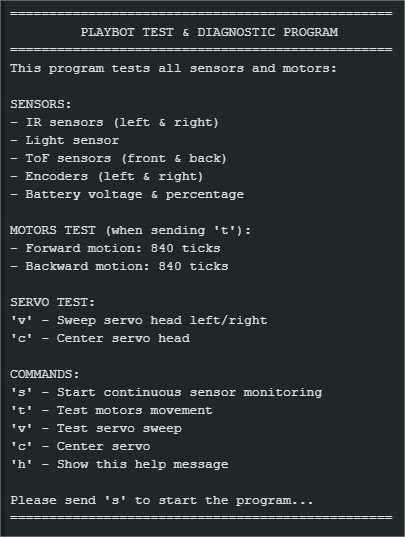 =================================================
PLAYBOT TEST & DIAGNOSTIC PROGRAM
=================================================
This program tests all sensors and motors:

SENSORS:
- IR sensors (left & right)
- Light sensor
- ToF sensors (front & back)
- Encoders (left & right)
- Battery voltage & percentage

MOTORS TEST (when sending 't'):
- Forward motion: 840 ticks
- Backward motion: 840 ticks

SERVO TEST:
'v' - Sweep servo head left/right
'c' - Center servo head

COMMANDS:
's' - Start continuous sensor monitoring
't' - Test motors movement
'v' - Test servo sweep
'c' - Center servo
'h' - Show this help message

Please send 's' to start the program...
=================================================